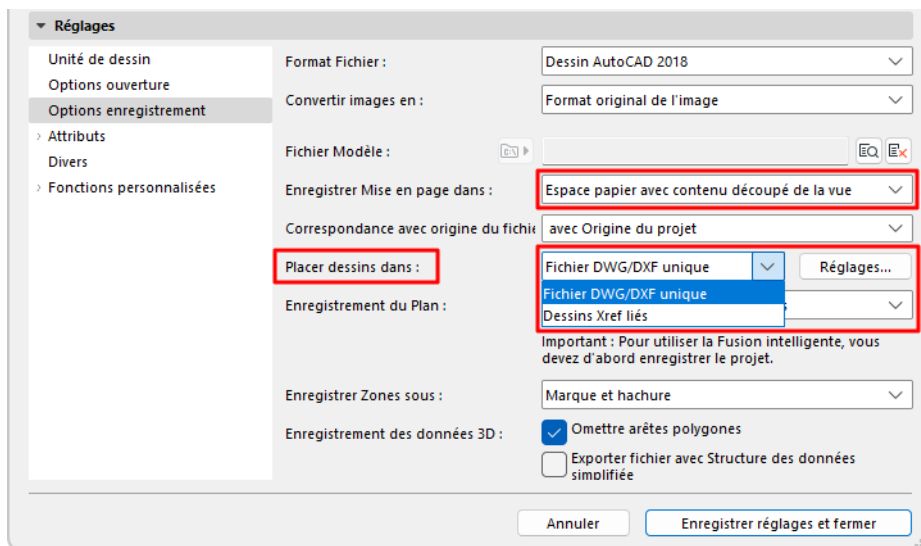 Réglages
Unité de dessin
Options ouverture
Options enregistrement
Attributs
Divers
Fonctions personnalisées
Format Fichier :
Dessin AutoCAD 2018
Convertir images en :
Format original de l'image
Fichier Modèle :
Enregistrer Mise en page dans :
Espace papier avec contenu découpé de la vue
Correspondance avec origine du fichie
avec Origine du projet
Placer dessins dans :
Fichier DWG/DXF unique
Réglages...
Fichier DWG/DXF unique
Dessins Xref liés
Enregistrement du Plan :
Important : Pour utiliser la Fusion intelligente, vous
devez d'abord enregistrer le projet.
Enregistrer Zones sous :
Marque et hachure
Enregistrement des données 3D :
Omettre arêtes polygones
Exporter fichier avec Structure des données
simplifiée
Annuler
Enregistrer réglages et fermer